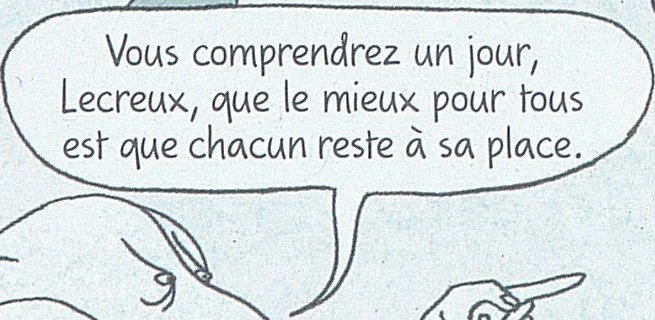 Vous comprendrez un jour,
Lecreux, que le mieux pour tous
est que chacun reste à sa place.